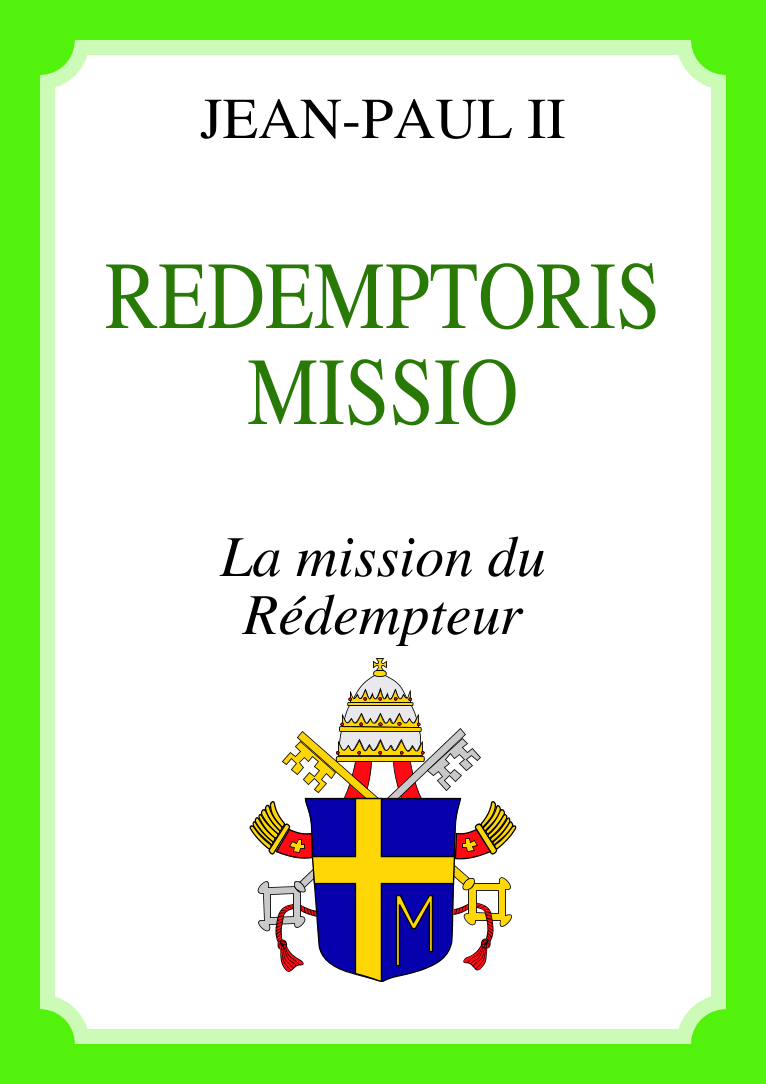 JEAN-PAUL II
REDEMPTORIS
MISSIO
La mission du
Rédempteur
M